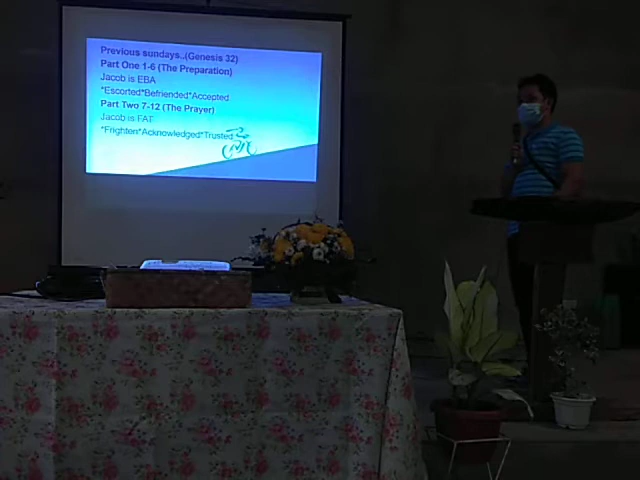 Previous sundays..(Genesis 32)
Part One 1-6 (The Preparation)
Jacob is EBA
*Escorted*Befriended*Accepted
Part Two 7-12 (The Prayer)
Jacob is FAT
*Frighten*Acknowledged*Trusted